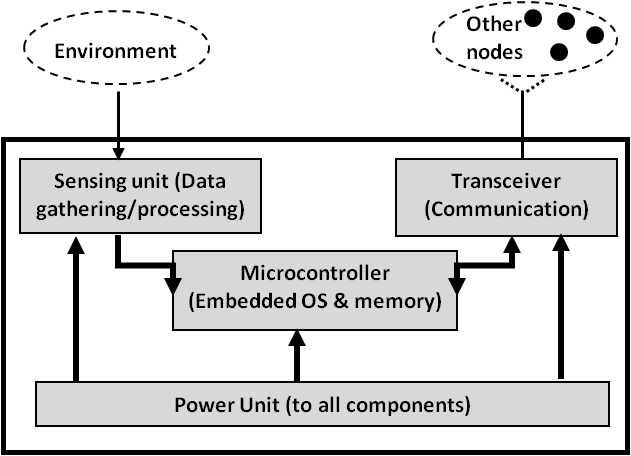 Environment
Other
nodes
Sensing unit (Data
gathering/processing)
Transceiver
(Communication)
Microcontroller
(Embedded OS & memory)
Power Unit (to all components)